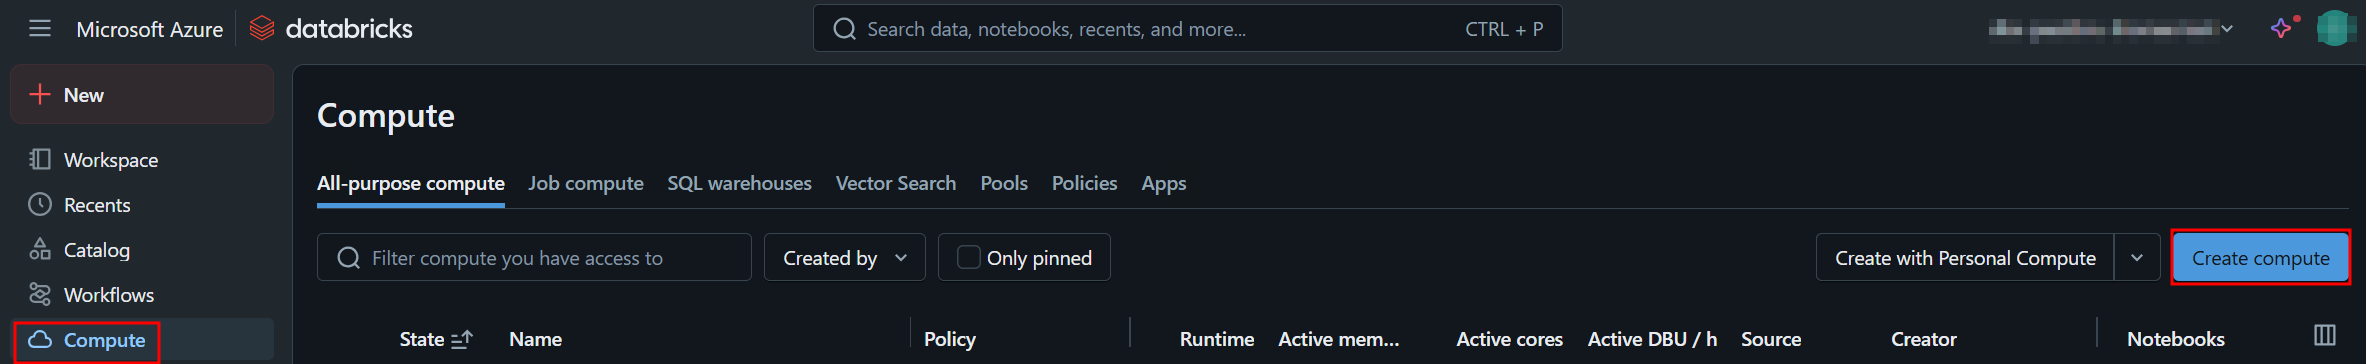 Microsoft Azure databricks Search data, notebooks, recents, and more... CTRL + P
New
Workspace
Recents
Catalog
Workflows
Compute
Compute
All-purpose compute Job compute SQL warehouses Vector Search Pools Policies Apps
Filter compute you have access to Created by Only pinned Create with Personal Compute Create compute
State Name Policy Runtime Active mem... Active cores Active DBU / h Source Creator Notebooks